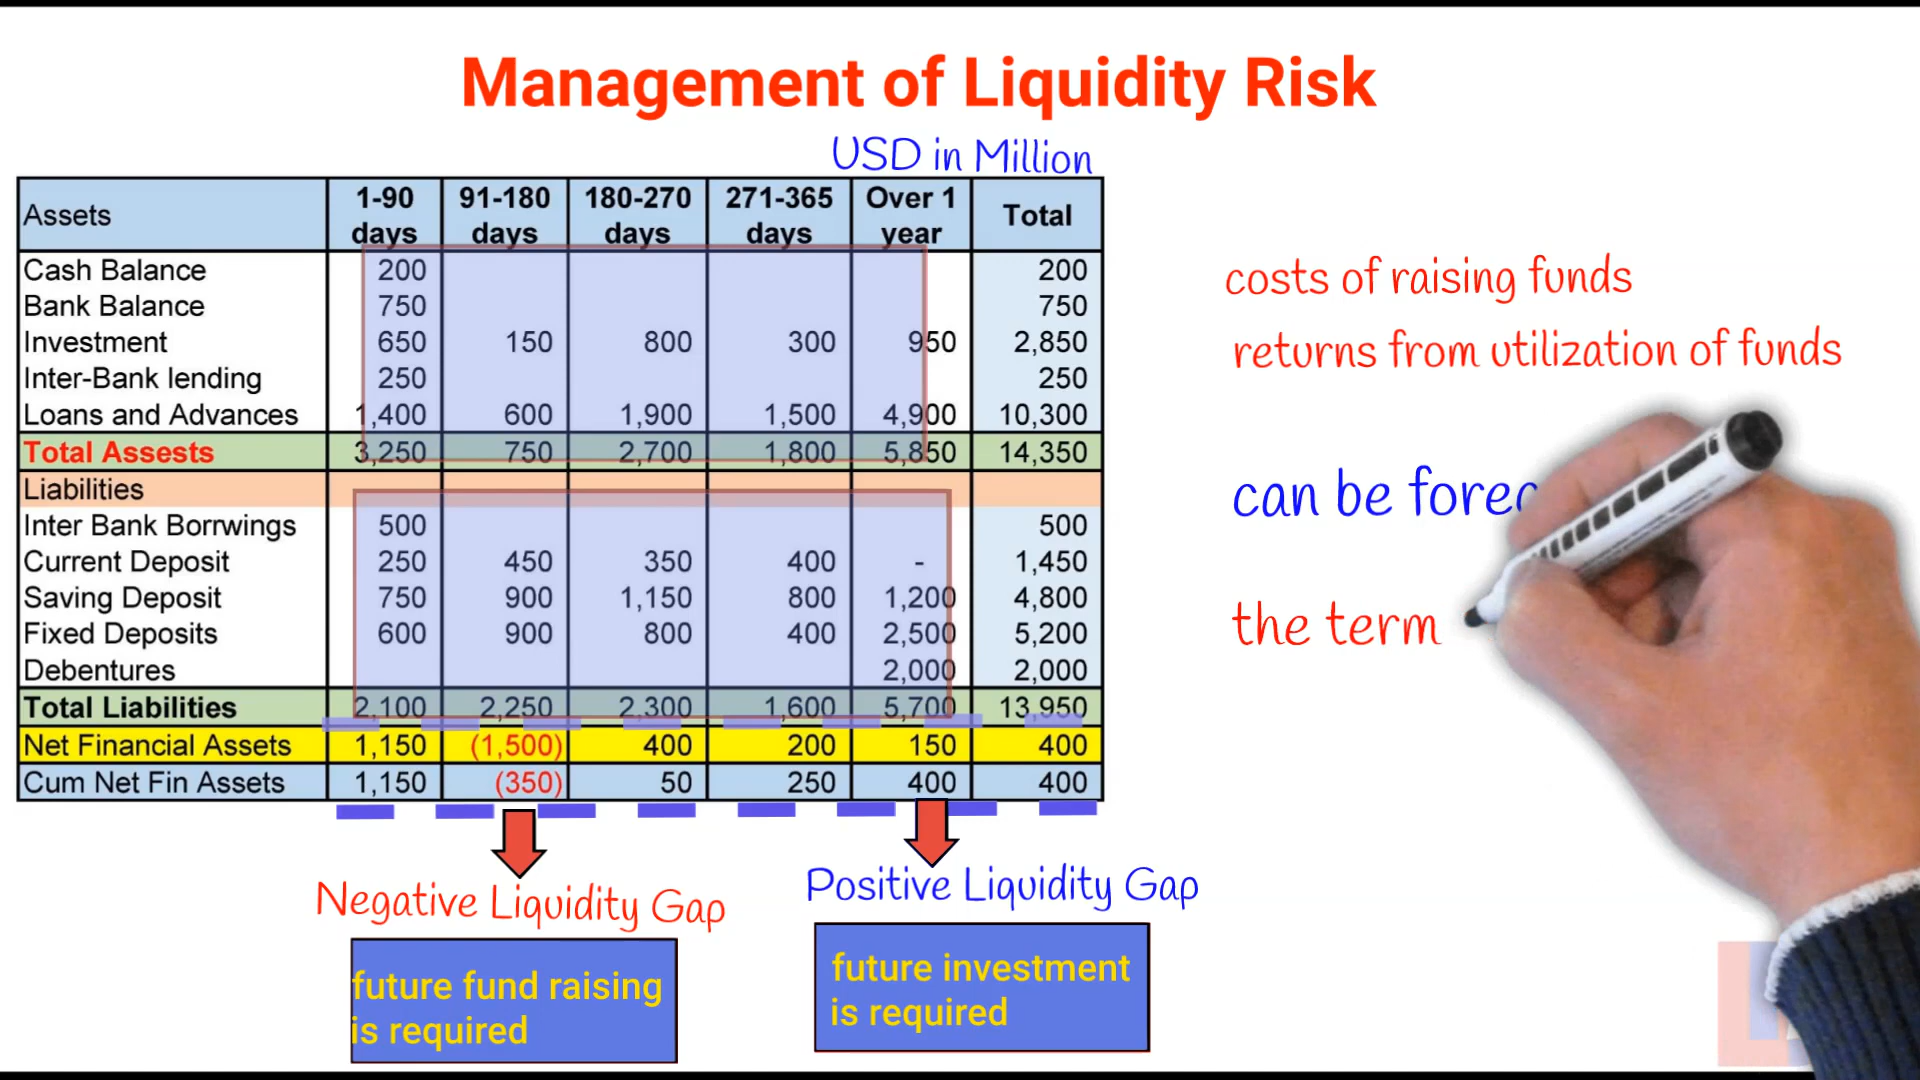 Management of Liquidity Risk
USD in Million
Assets 1-90 days 91-180 days 180-270 days 271-365 days Over 1 year Total
Cash Balance 200 200
Bank Balance 750 750
Investment 650 150 800 300 950 2,850
Inter-Bank lending 250 250
Loans and Advances 1,400 600 1,900 1,500 4,900 10,300
Total Assests 3,250 750 2,700 1,800 5,850 14,350
Liabilities
Inter Bank Borrwings 500 500
Current Deposit 250 450 350 400 - 1,450
Saving Deposit 750 900 1,150 800 1,200 4,800
Fixed Deposits 600 900 800 400 2,500 5,200
Debentures 2,000 2,000
Total Liabilities 2,100 2,250 2,300 1,600 5,700 13,950
Net Financial Assets 1,150 (1,500) 400 200 150 400
Cum Net Fin Assets 1,150 (350) 50 250 400 400
Negative Liquidity Gap
future fund raising
is required
Positive Liquidity Gap
future investment
is required
costs of raising funds
returns from utilization of funds
can be forec
the term